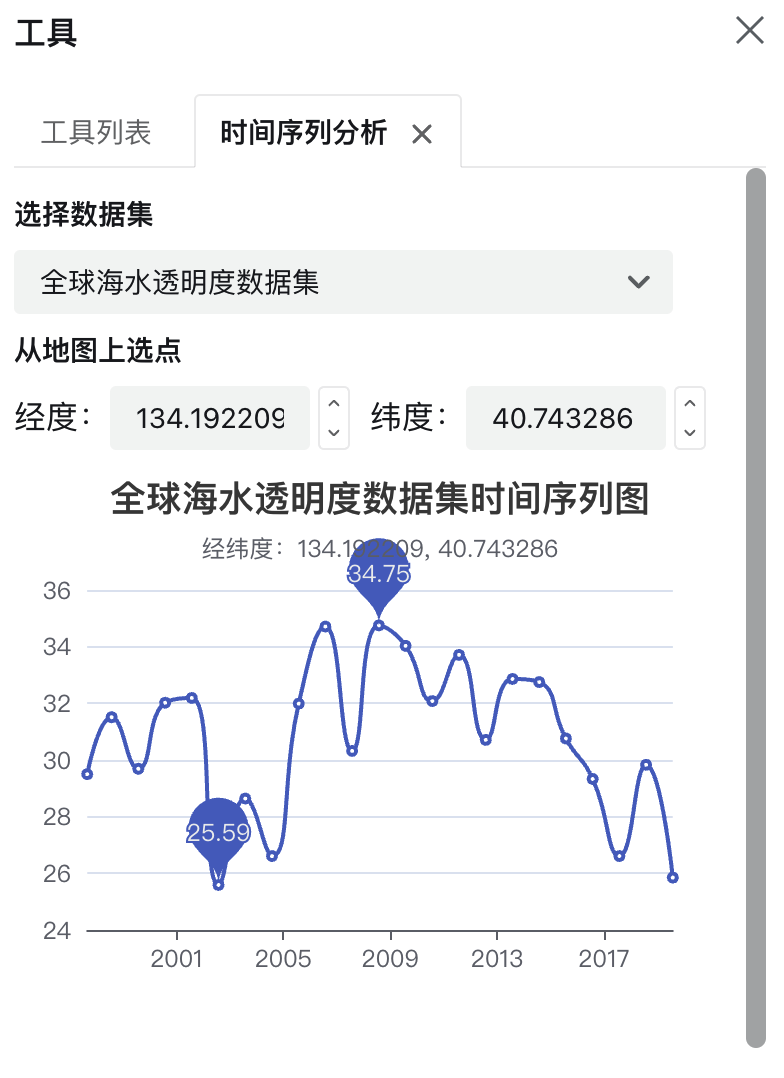 工具
工具列表 时间序列分析
选择数据集
全球海水透明度数据集
从地图上选点
经度： 134.192209 纬度： 40.743286
全球海水透明度数据集时间序列图
经纬度：134.192209, 40.743286
34.75
36
34
32
30
28
25.59
26
24
2001 2005 2009 2013 2017